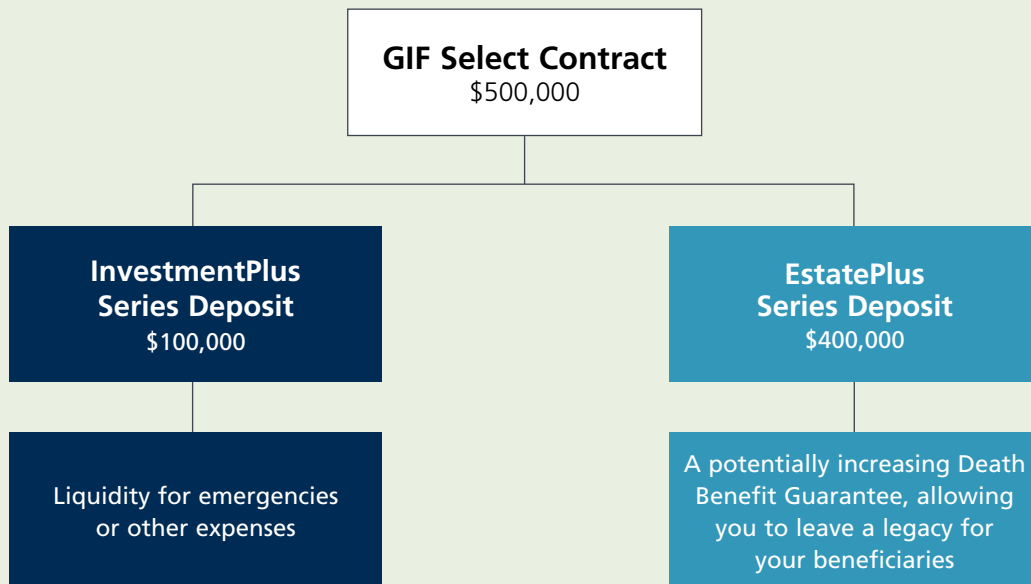 GIF Select Contract
$500,000
InvestmentPlus
Series Deposit
$100,000
EstatePlus
Series Deposit
$400,000
Liquidity for emergencies
or other expenses
A potentially increasing Death
Benefit Guarantee, allowing
you to leave a legacy for
your beneficiaries